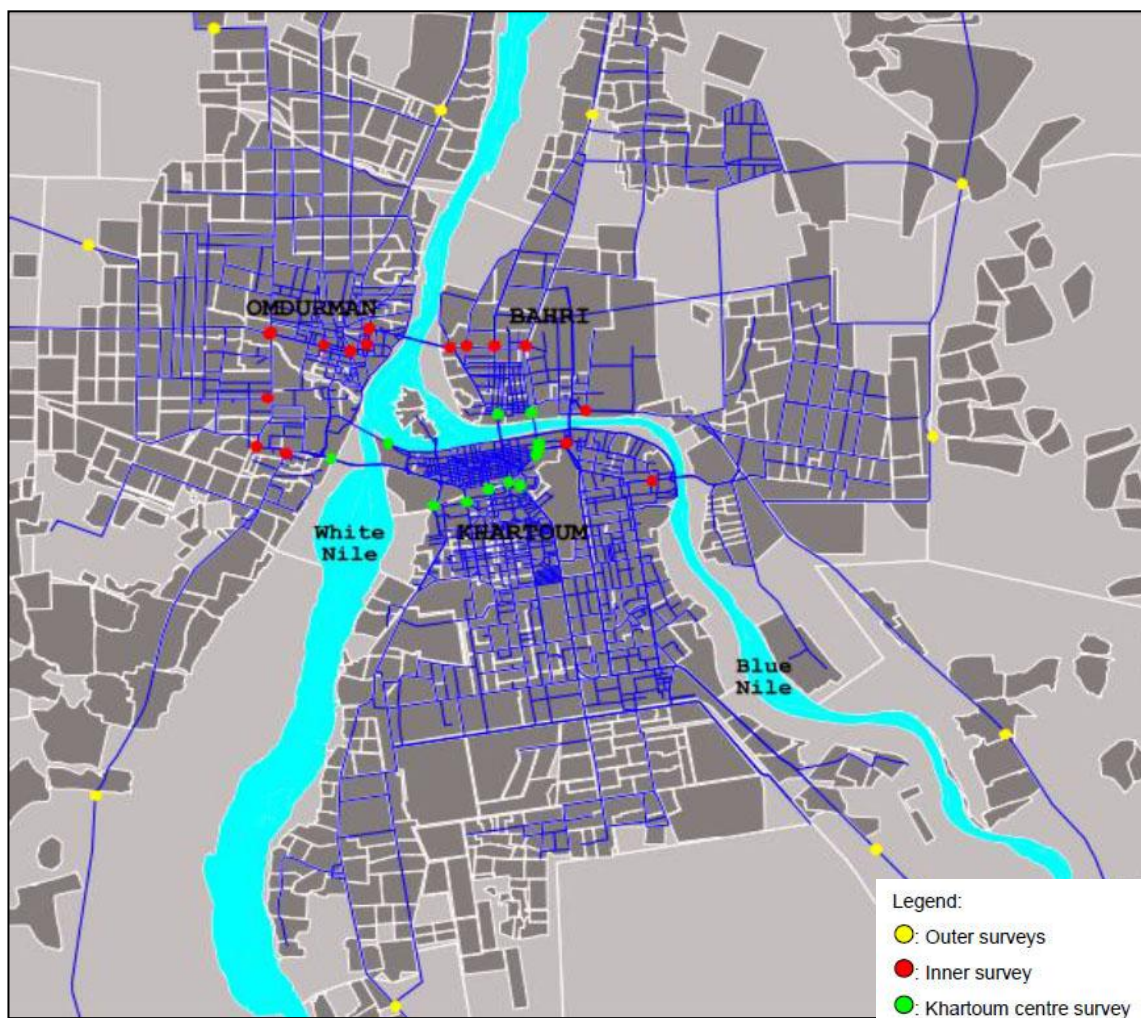 OMDURMAN
BAHRI
KHARTOUM
White
Nile
Blue
Nile
Legend:
: Outer surveys
: Inner survey
: Khartoum centre survey